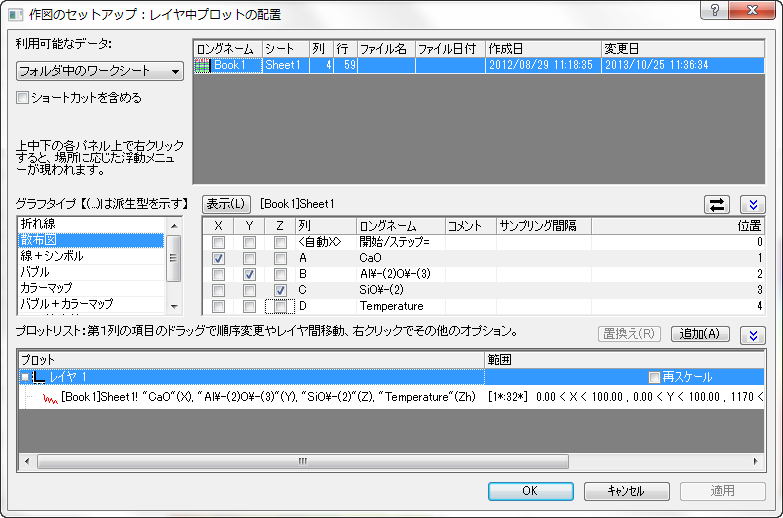 作図のセットアップ：レイヤ中プロットの配置
利用可能なデータ:
フォルダ中のワークシート
ショートカットを含める
上中下の各パネル上で右クリック
すると、場所に応じた浮動メニュー
が現われます。
ロングネーム シート 列 行 ファイル名 ファイル日付 作成日 変更日
Book1 Sheet1 4 59 2012/08/29 11:18:35 2013/10/25 11:36:34
グラフタイプ【(...)は派生型を示す】
折れ線
散布図
線＋シンボル
バブル
カラーマップ
バブル＋カラーマップ
表示(L) [Book1]Sheet1
X Y Z 列 ロングネーム コメント サンプリング間隔 位置
<自動X> 開始/ステップ= 0
A CaO 1
B Al¥-(2)O¥-(3) 2
C SiO¥-(2) 3
D Temperature 4
プロットリスト：第1列の項目のドラッグで順序変更やレイヤ間移動、右クリックでその他のオプション。
置換え(R) 追加(A)
プロット 範囲
レイヤ 1 再スケール
[Book1]Sheet1! "CaO"(X), "Al¥-(2)O¥-(3)"(Y), "SiO¥-(2)"(Z), "Temperature"(Zh) [1*:32*] 0.00 < X < 100.00 , 0.00 < Y < 100.00 , 1170 <
OK キャンセル 適用